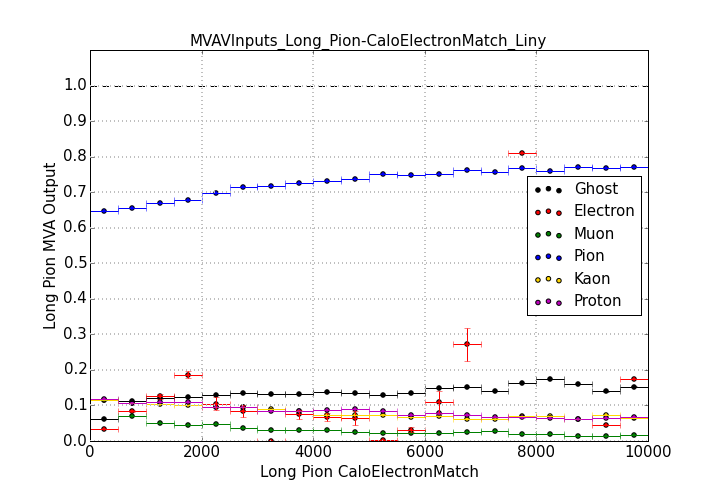 MVAVInputs_Long_Pion-CaloElectronMatch_Liny
Long Pion MVA Output
1.0
0.9
0.8
0.7
0.6
0.5
0.4
0.3
0.2
0.1
0.0
Ghost
Electron
Muon
Pion
Kaon
Proton
0 2000 4000 6000 8000 10000
Long Pion CaloElectronMatch